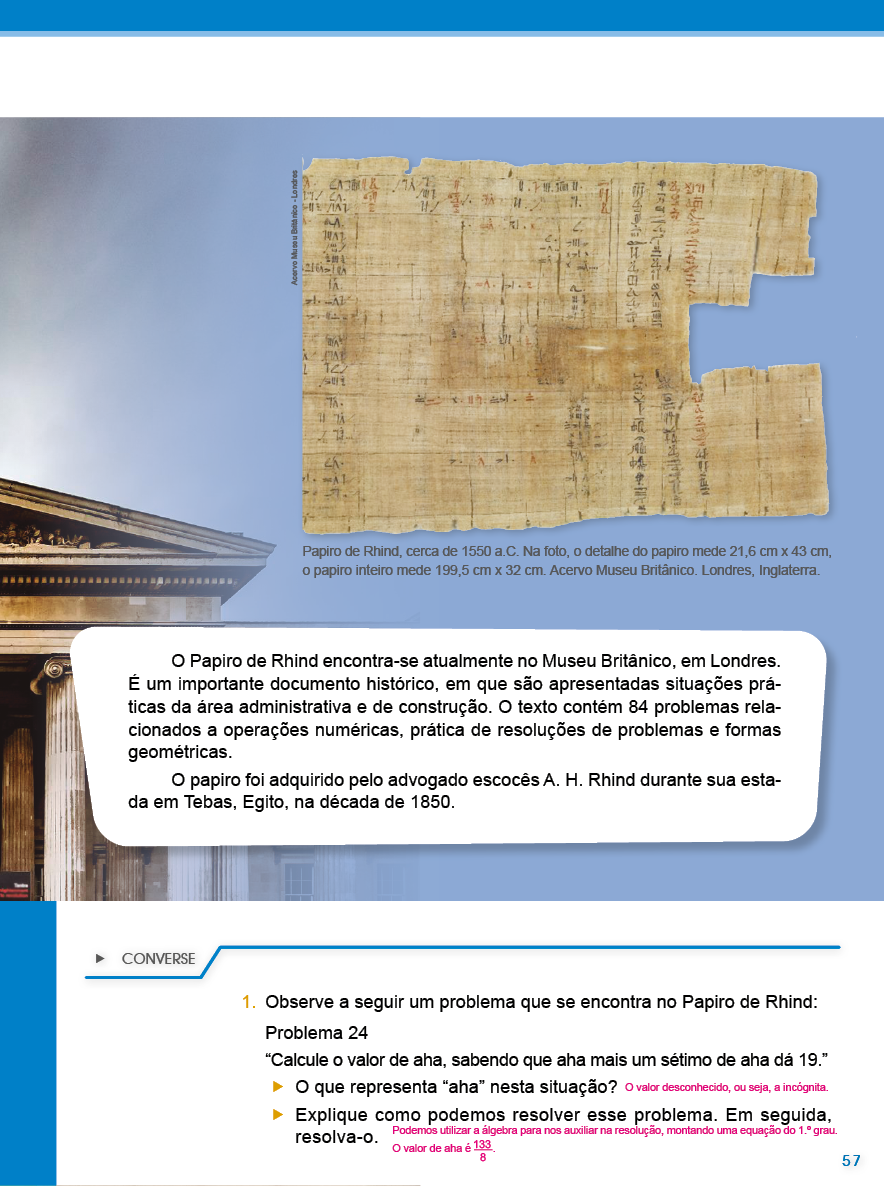 Acervo Museu Britânico - Londres
Papiro de Rhind, cerca de 1550 a.C. Na foto, o detalhe do papiro mede 21,6 cm x 43 cm,
o papiro inteiro mede 199,5 cm x 32 cm. Acervo Museu Britânico. Londres, Inglaterra.
O Papiro de Rhind encontra-se atualmente no Museu Britânico, em Londres.
É um importante documento histórico, em que são apresentadas situações prá-
ticas da área administrativa e de construção. O texto contém 84 problemas rela-
cionados a operações numéricas, prática de resoluções de problemas e formas
geométricas.
O papiro foi adquirido pelo advogado escocês A. H. Rhind durante sua esta-
da em Tebas, Egito, na década de 1850.
▶ CONVERSE
1. Observe a seguir um problema que se encontra no Papiro de Rhind:
Problema 24
“Calcule o valor de aha, sabendo que aha mais um sétimo de aha dá 19.”
▶ O que representa “aha” nesta situação? O valor desconhecido, ou seja, a incógnita.
▶ Explique como podemos resolver esse problema. Em seguida,
resolva-o. Podemos utilizar a álgebra para nos auxiliar na resolução, montando uma equação do 1.º grau.
O valor de aha é 133/8.
57